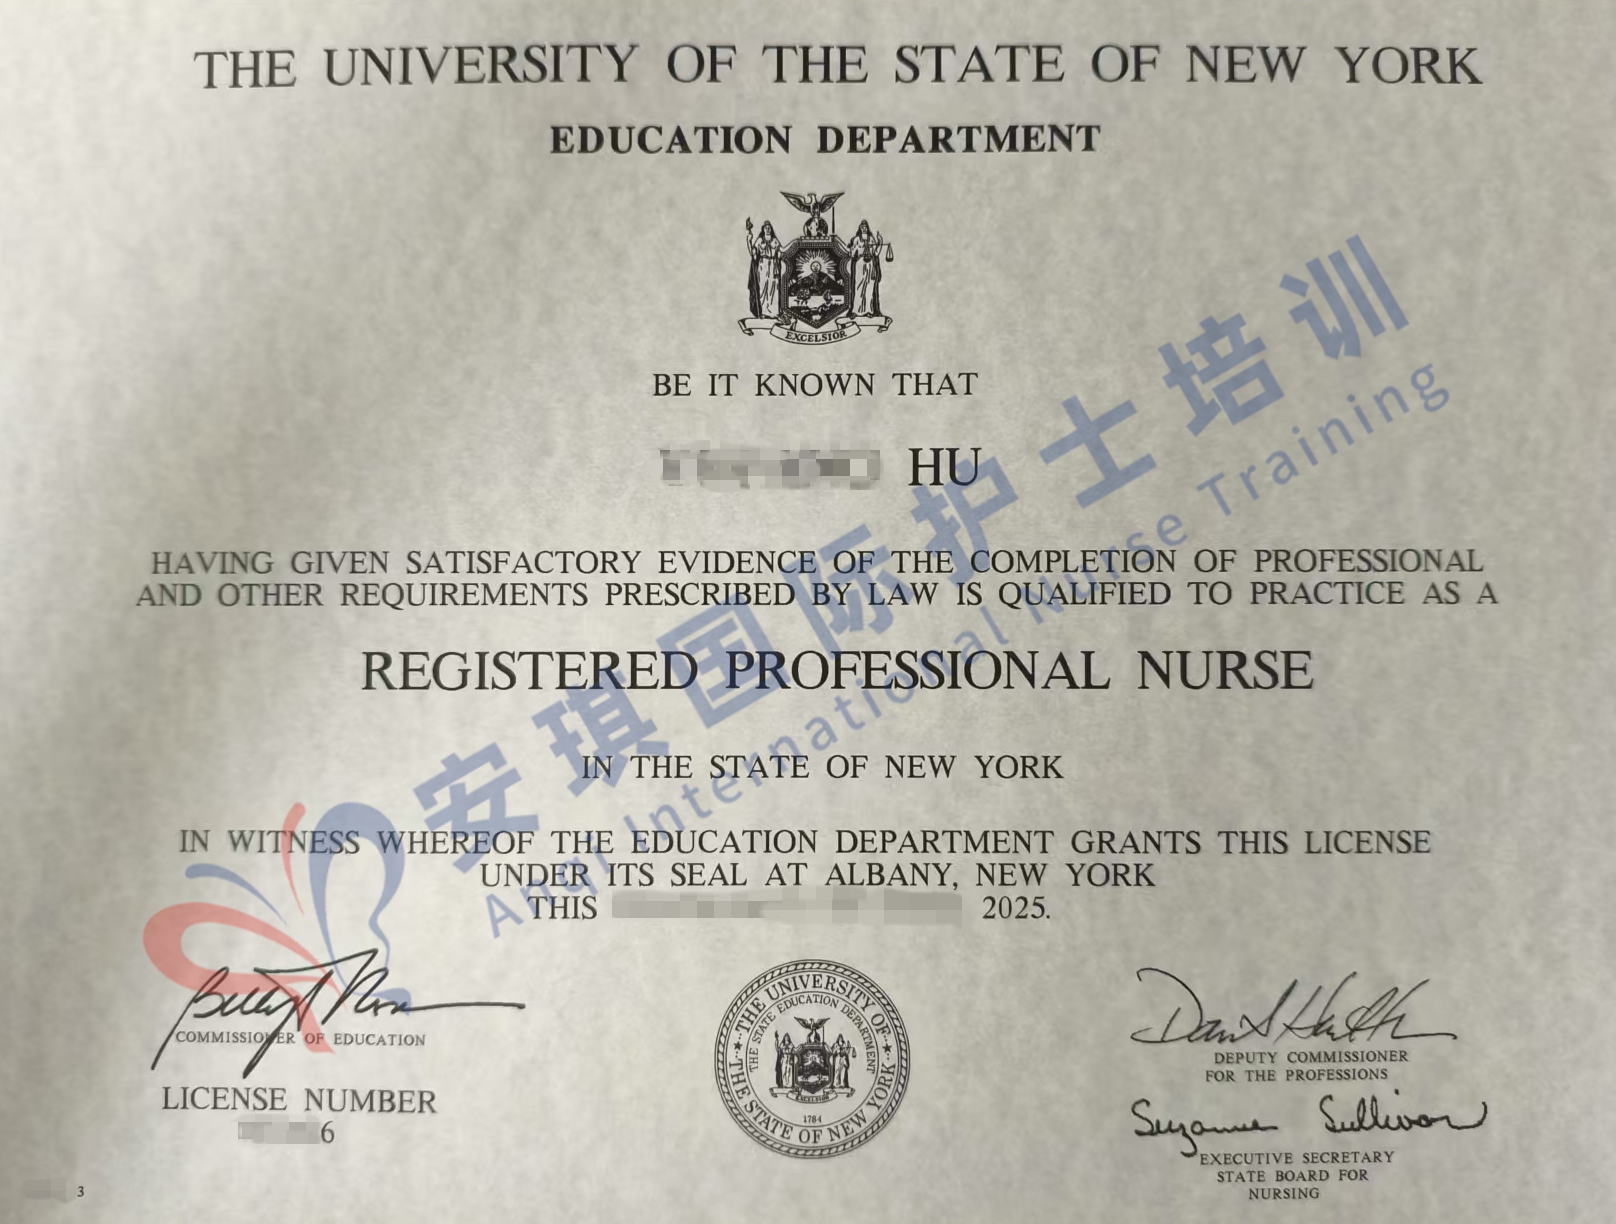 THE UNIVERSITY OF THE STATE OF NEW YORK
EDUCATION DEPARTMENT
EXCELSIOR
BE IT KNOWN THAT
HU
HAVING GIVEN SATISFACTORY EVIDENCE OF THE COMPLETION OF PROFESSIONAL
AND OTHER REQUIREMENTS PRESCRIBED BY LAW IS QUALIFIED TO PRACTICE AS A
REGISTERED PROFESSIONAL NURSE
IN THE STATE OF NEW YORK
IN WITNESS WHEREOF THE EDUCATION DEPARTMENT GRANTS THIS LICENSE
UNDER ITS SEAL AT ALBANY, NEW YORK
THIS 2025.
安琪国际护士培训
Anqi International Nurse Training
COMMISSIONER OF EDUCATION
LICENSE NUMBER
6
3
THE UNIVERSITY OF THE STATE OF NEW YORK
THE STATE EDUCATION DEPARTMENT
EXCELSIOR
1784
DEPUTY COMMISSIONER
FOR THE PROFESSIONS
Suzanne Sullivan
EXECUTIVE SECRETARY
STATE BOARD FOR
NURSING